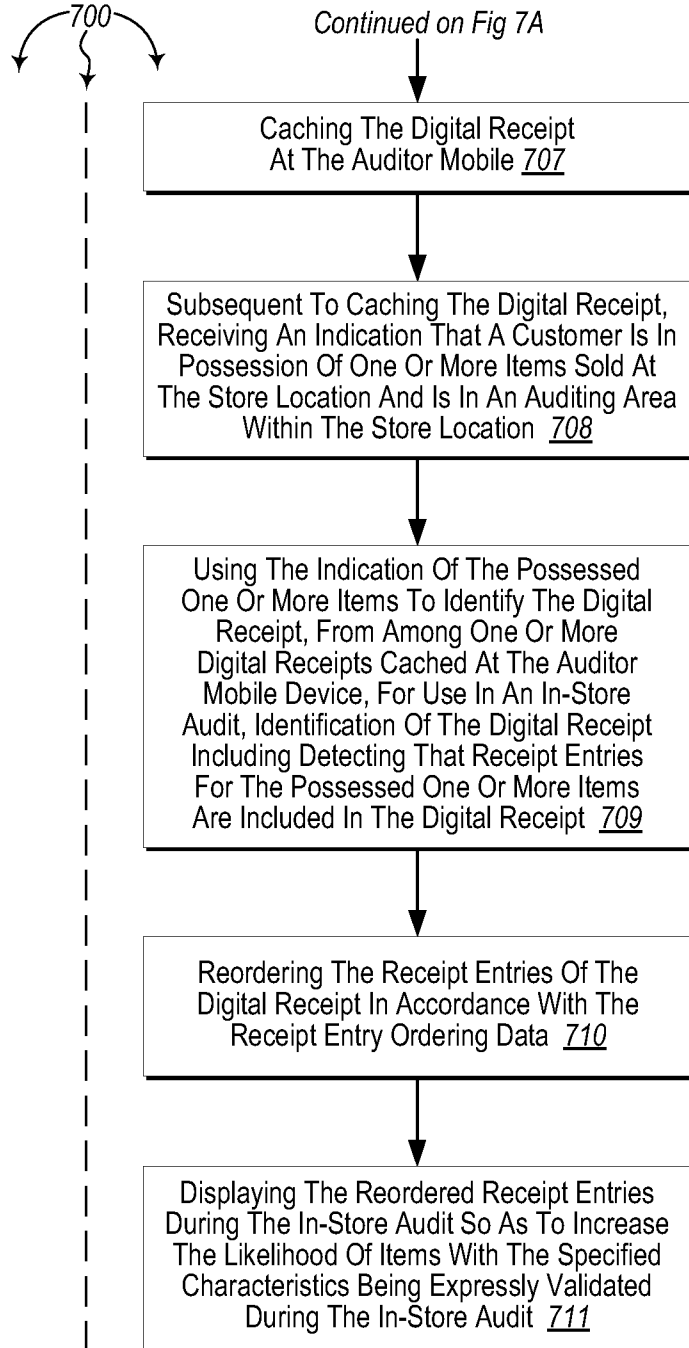 700
Continued on Fig 7A
Caching The Digital Receipt
At The Auditor Mobile 707
Subsequent To Caching The Digital Receipt,
Receiving An Indication That A Customer Is In
Possession Of One Or More Items Sold At
The Store Location And Is In An Auditing Area
Within The Store Location 708
Using The Indication Of The Possessed
One Or More Items To Identify The Digital
Receipt, From Among One Or More
Digital Receipts Cached At The Auditor
Mobile Device, For Use In An In-Store
Audit, Identification Of The Digital Receipt
Including Detecting That Receipt Entries
For The Possessed One Or More Items
Are Included In The Digital Receipt 709
Reordering The Receipt Entries Of The
Digital Receipt In Accordance With The
Receipt Entry Ordering Data 710
Displaying The Reordered Receipt Entries
During The In-Store Audit So As To Increase
The Likelihood Of Items With The Specified
Characteristics Being Expressly Validated
During The In-Store Audit 711